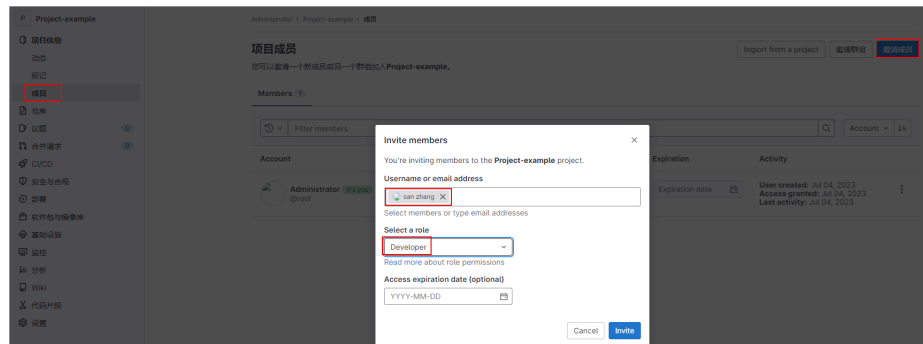 P Project-example
Administrator > Project-example > 成员
项目信息
动态
标记
成员
仓库
议题 0
合并请求 0
CI/CD
安全与合规
部署
软件包与镜像库
基础设施
监控
分析
Wiki
代码片段
设置
项目成员
Import from a project 邀请群组 邀请成员
您可以邀请一个新成员或另一个群组加入Project-example。
Members 1
Filter members
Account
Account Expiration Activity
Administrator It's you
@root
Expiration date
User created: Jul 04, 2023
Access granted: Jul 04, 2023
Last activity: Jul 04, 2023
Invite members
You're inviting members to the Project-example project.
Username or email address
san zhang
Select members or type email addresses
Select a role
Developer
Read more about role permissions
Access expiration date (optional)
YYYY-MM-DD
Cancel Invite